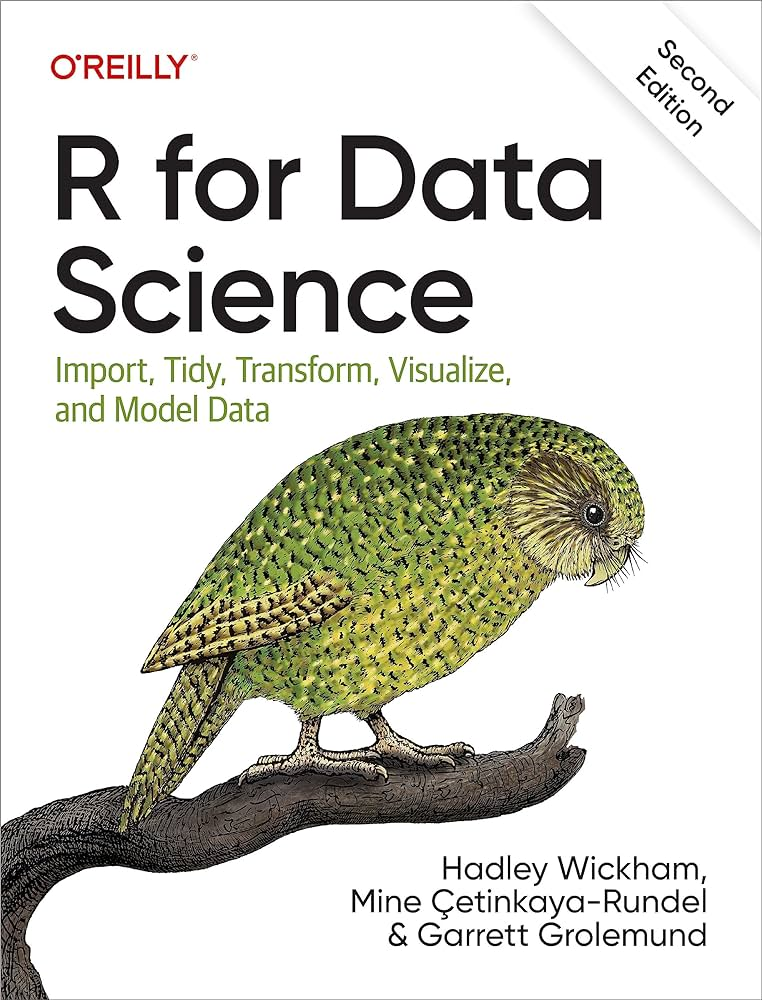 O'REILLY®
Second
Edition
R for Data
Science
Import, Tidy, Transform, Visualize,
and Model Data
Hadley Wickham,
Mine Çetinkaya-Rundel
& Garrett Grolemund